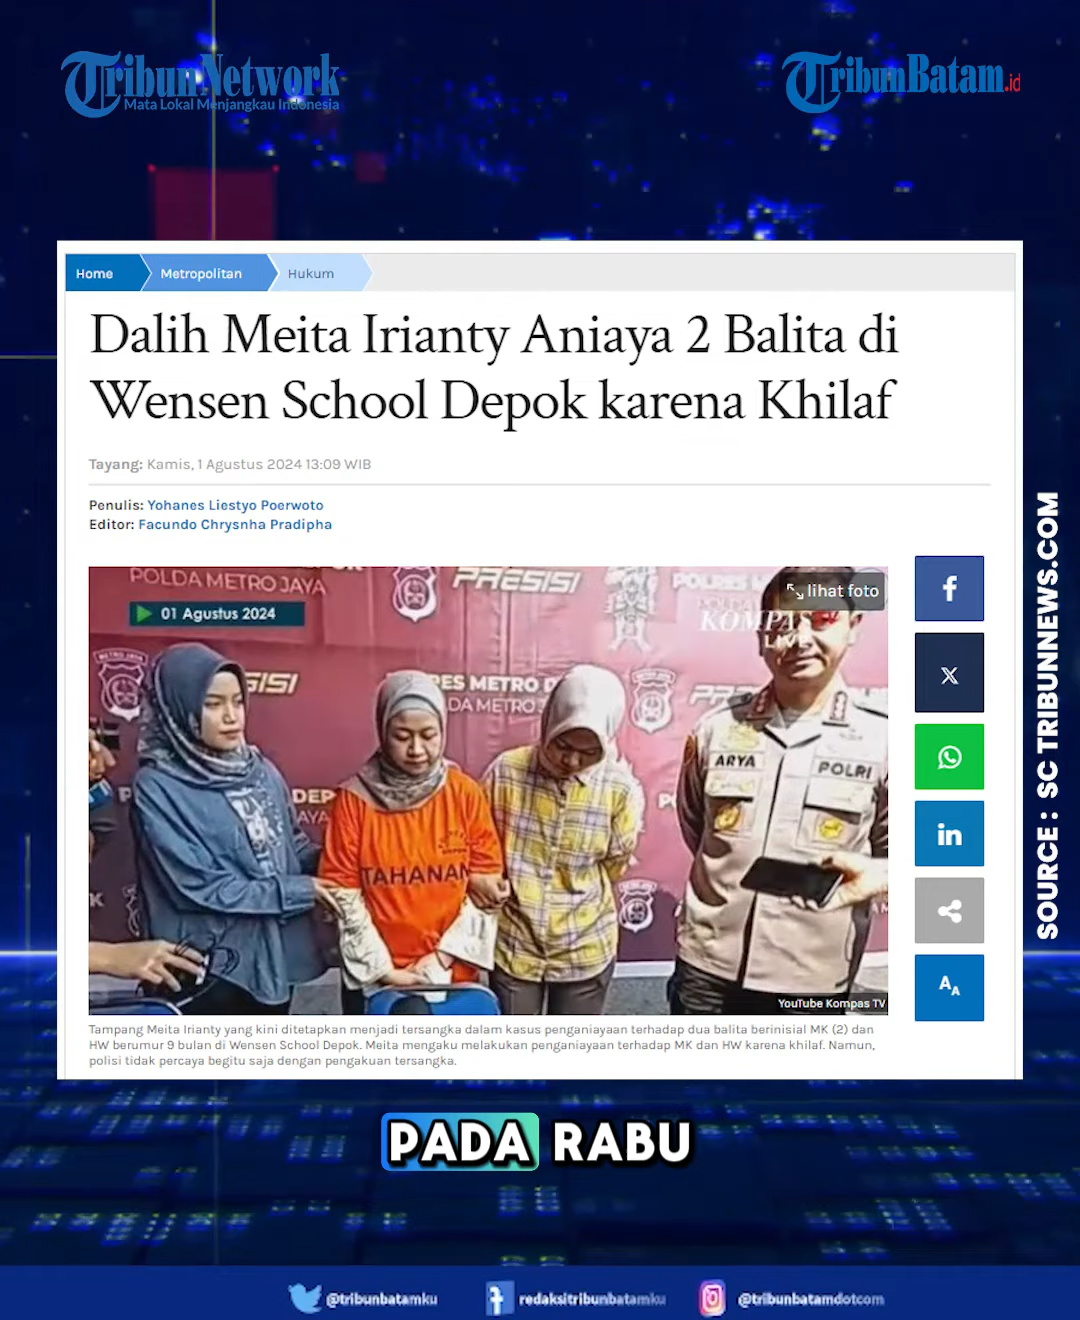 TribunNetwork
Mata Lokal Menjangkau Indonesia
TribunBatam.id
Home
Metropolitan
Hukum
Dalih Meita Irianty Aniaya 2 Balita di
Wensen School Depok karena Khilaf
Tayang: Kamis, 1 Agustus 2024 13:09 WIB
Penulis: Yohanes Liestyo Poerwoto
Editor: Facundo Chrysnha Pradipha
POLDA METRO JAYA
PRESISI
01 Agustus 2024
lihat foto
KOMPAS
LIVE
ARYA
POLRI
TAHANAN
YouTube Kompas TV
Tampang Meita Irianty yang kini ditetapkan menjadi tersangka dalam kasus penganiayaan terhadap dua balita berinisial MK (2) dan
HW berumur 9 bulan di Wensen School Depok. Meita mengaku melakukan penganiayaan terhadap MK dan HW karena khilaf. Namun,
polisi tidak percaya begitu saja dengan pengakuan tersangka.
SOURCE : SC TRIBUNNEWS.COM
PADA RABU
@tribunbatamku
redaksitribunbatamku
@tribunbatamdotcom